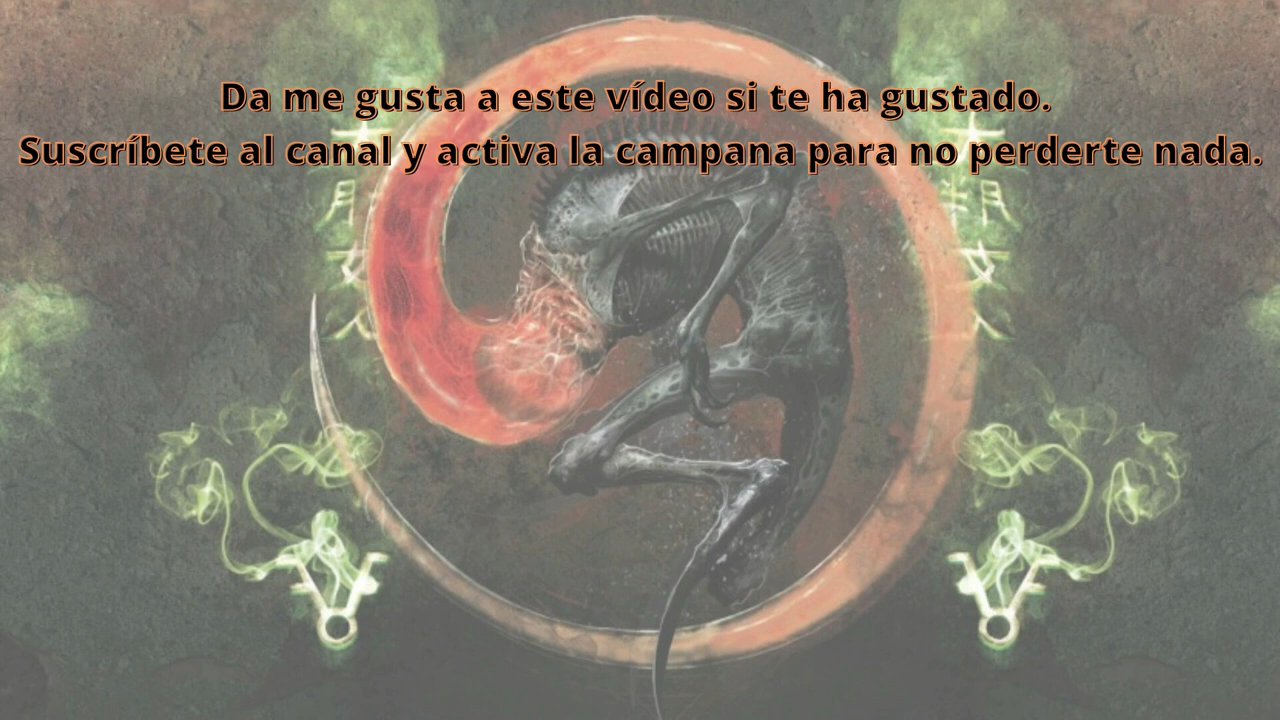 Da me gusta a este vídeo si te ha gustado.
Suscríbete al canal y activa la campana para no perderte nada.